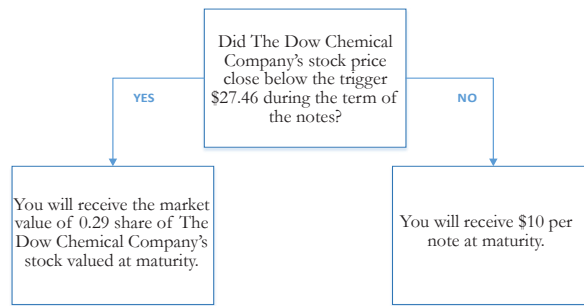 Did The Dow Chemical
Company's stock price
close below the trigger
$27.46 during the term of
the notes?
YES
NO
You will receive the market
value of 0.29 share of The
Dow Chemical Company's
stock valued at maturity.
You will receive $10 per
note at maturity.